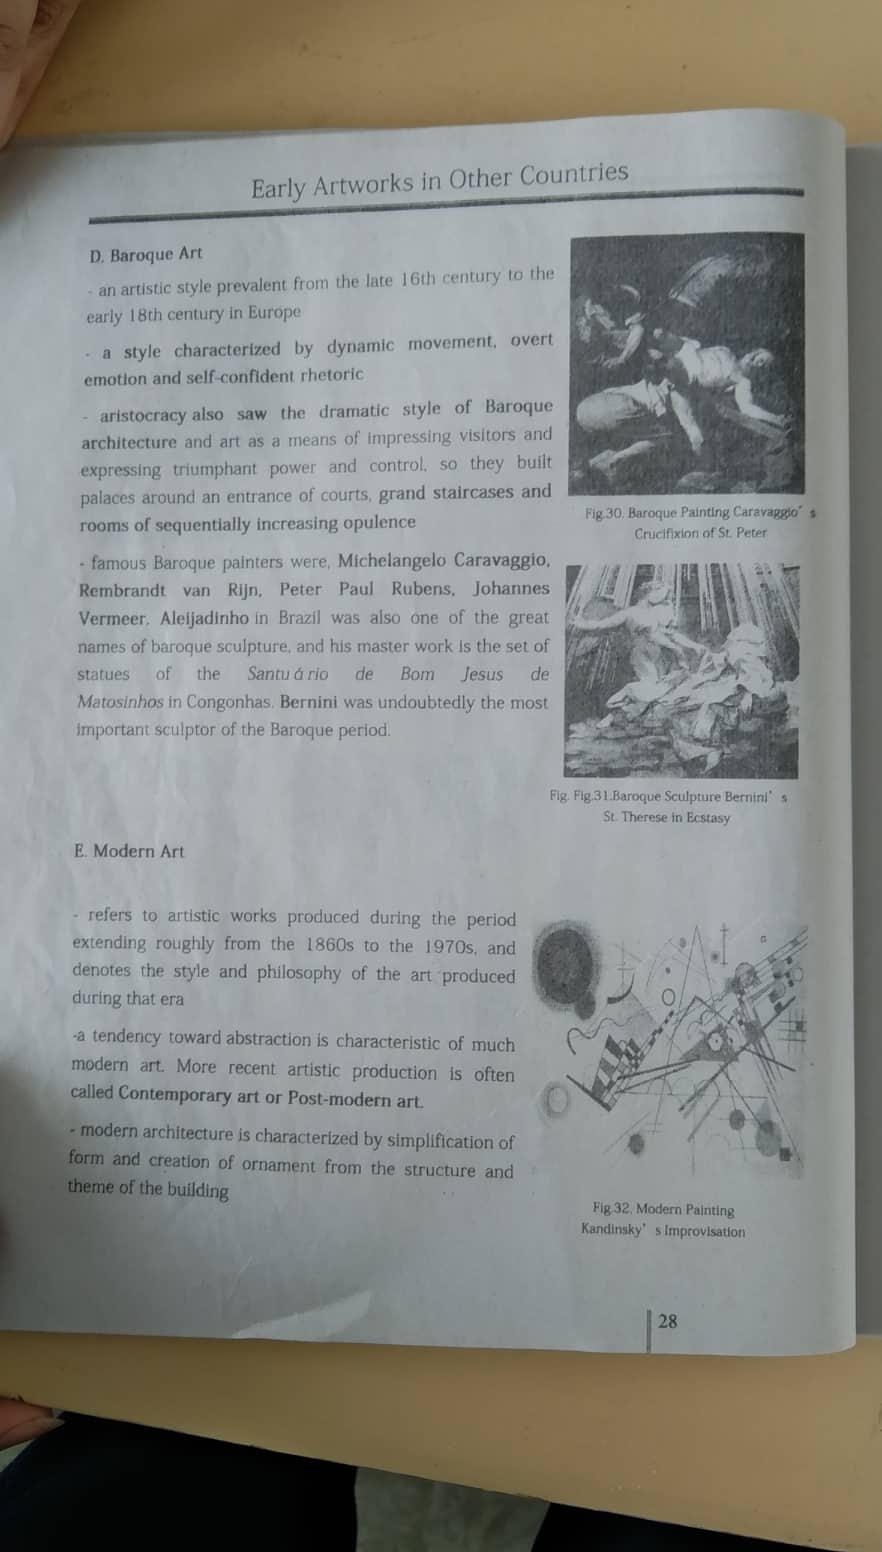 Early Artworks in Other Countries
D. Baroque Art
- an artistic style prevalent from the late 16th century to the
early 18th century in Europe
- a style characterized by dynamic movement, overt
emotion and self-confident rhetoric
- aristocracy also saw the dramatic style of Baroque
architecture and art as a means of impressing visitors and
expressing triumphant power and control, so they built
palaces around an entrance of courts, grand staircases and
rooms of sequentially increasing opulence
- famous Baroque painters were, Michelangelo Caravaggio,
Rembrandt van Rijn, Peter Paul Rubens, Johannes
Vermeer. Aleijadinho in Brazil was also one of the great
names of baroque sculpture, and his master work is the set of
statues of the Santuário de Bom Jesus de
Matosinhos in Congonhas. Bernini was undoubtedly the most
important sculptor of the Baroque period.
Fig.30. Baroque Painting Caravaggio's
Crucifixion of St. Peter
Fig. Fig.31.Baroque Sculpture Bernini's
St. Therese in Ecstasy
E. Modern Art
- refers to artistic works produced during the period
extending roughly from the 1860s to the 1970s, and
denotes the style and philosophy of the art produced
during that era
-a tendency toward abstraction is characteristic of much
modern art. More recent artistic production is often
called Contemporary art or Post-modern art.
- modern architecture is characterized by simplification of
form and creation of ornament from the structure and
theme of the building
Fig.32. Modern Painting
Kandinsky's Improvisation
28